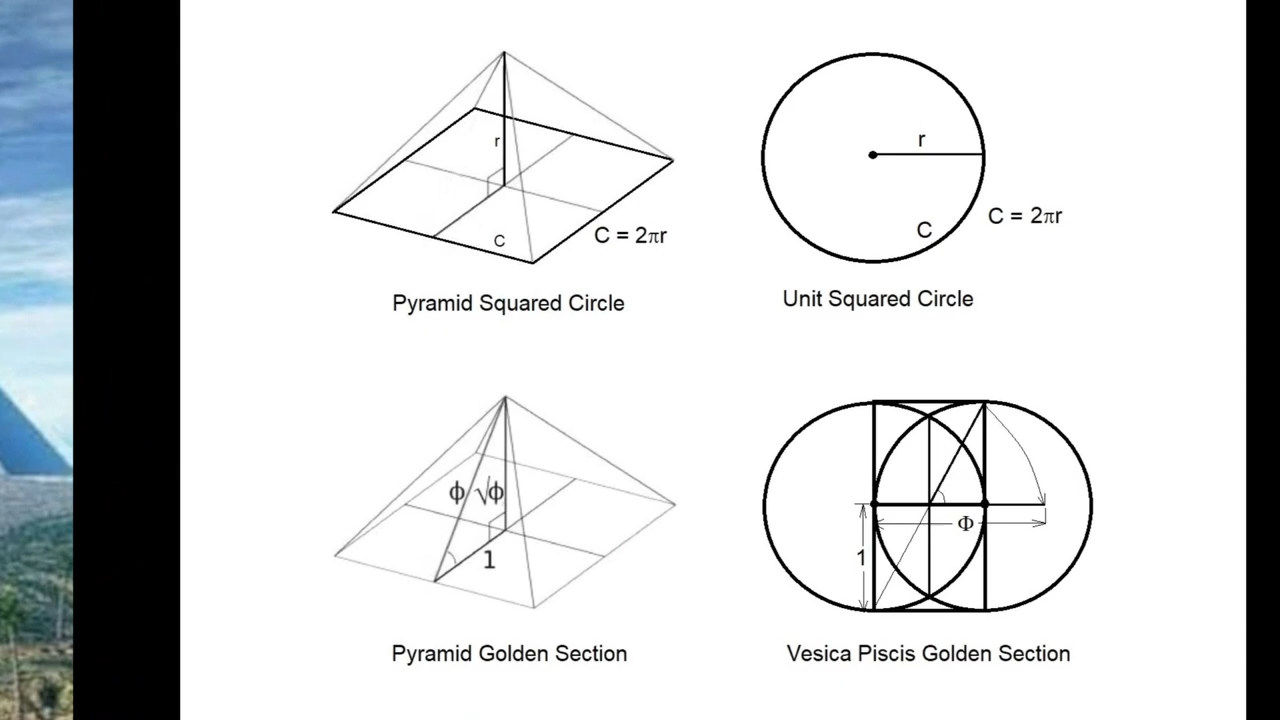 r
C
C = 2πr
Pyramid Squared Circle
r
C
C = 2πr
Unit Squared Circle
ϕ √ϕ
1
Pyramid Golden Section
Φ
1
Vesica Piscis Golden Section